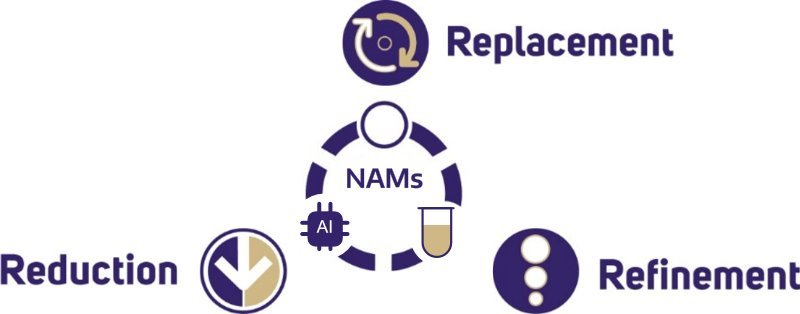 Replacement
NAMs
AI
Reduction
Refinement